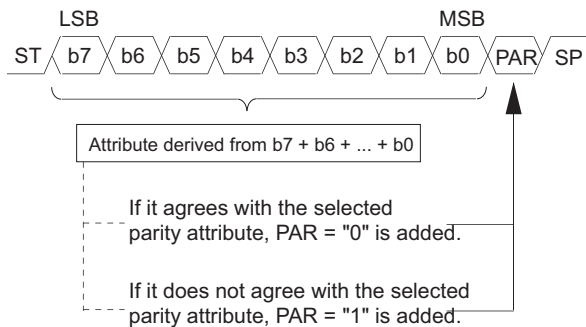 LSB MSB
ST b7 b6 b5 b4 b3 b2 b1 b0 PAR SP
Attribute derived from b7 + b6 + ... + b0
If it agrees with the selected
parity attribute, PAR = "0" is added.
If it does not agree with the selected
parity attribute, PAR = "1" is added.